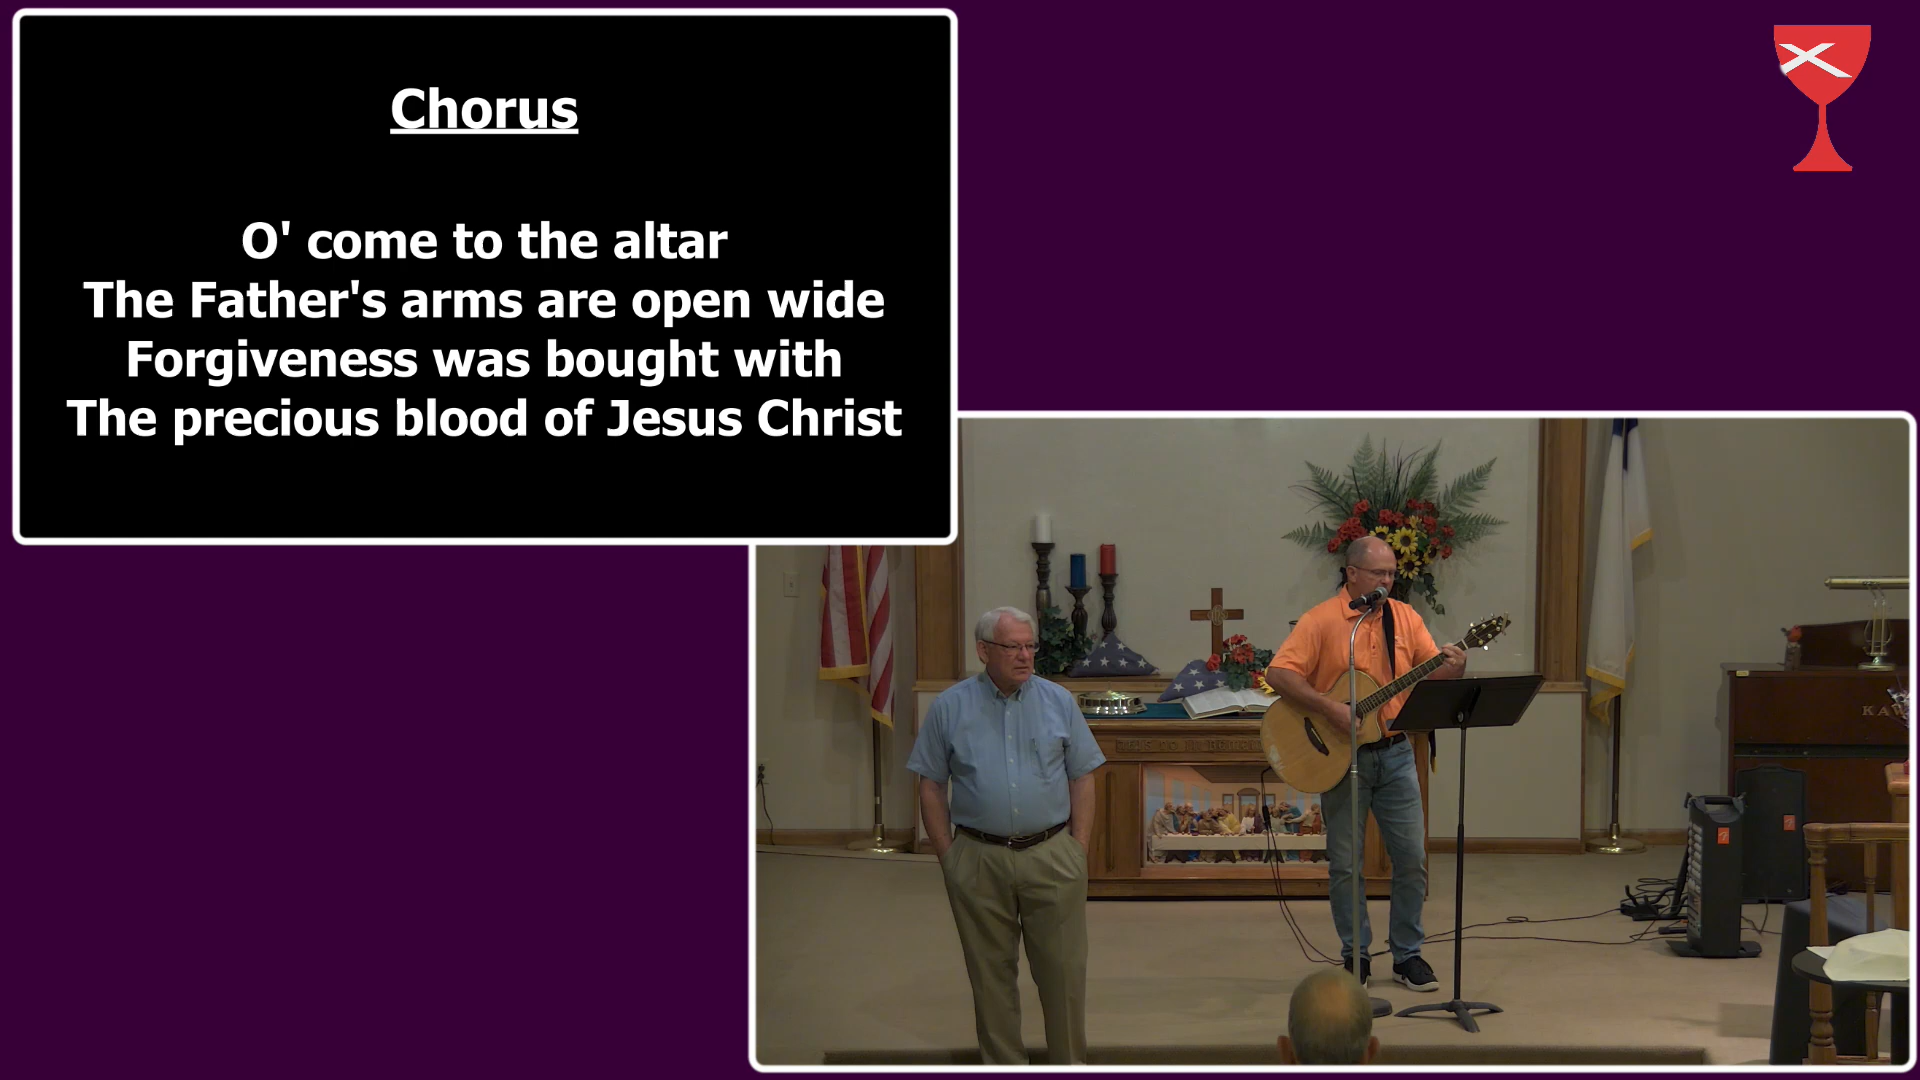 Chorus
O' come to the altar
The Father's arms are open wide
Forgiveness was bought with
The precious blood of Jesus Christ